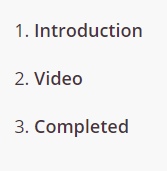 1. Introduction
2. Video
3. Completed